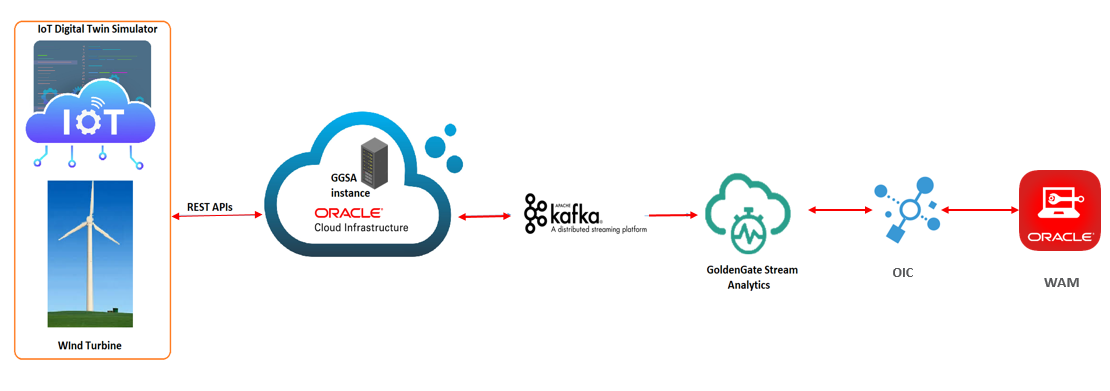 IoT Digital Twin Simulator
IoT
WInd Turbine
REST APIs
GGSA
instance
ORACLE
Cloud Infrastructure
APACHE
kafka®
A distributed streaming platform
GoldenGate Stream
Analytics
OIC
ORACLE®
WAM